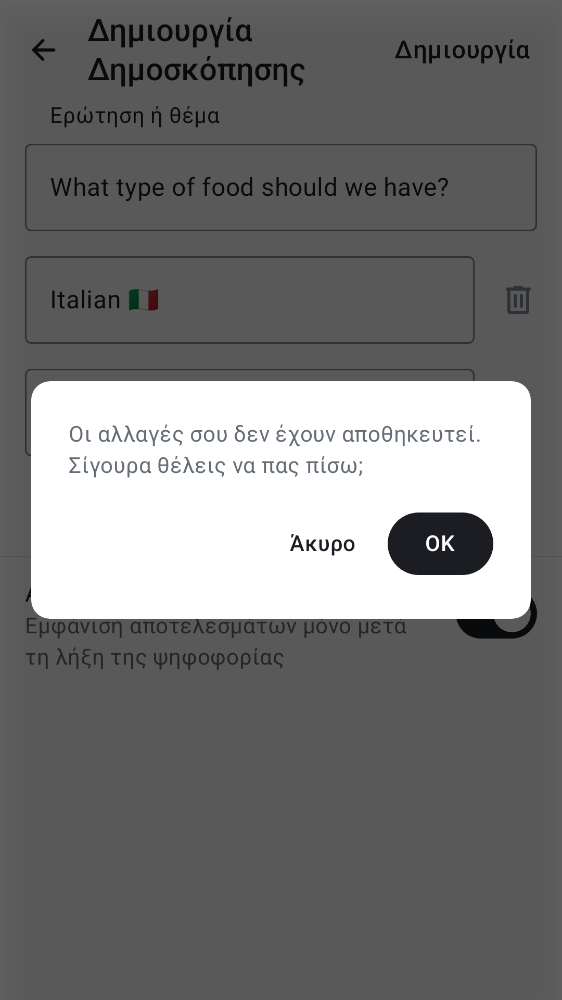 Δημιουργία
Δημοσκόπησης
Δημιουργία
Ερώτηση ή θέμα
What type of food should we have?
Italian 🇮🇹
Οι αλλαγές σου δεν έχουν αποθηκευτεί.
Σίγουρα θέλεις να πας πίσω;
Άκυρο
OK
Εμφάνιση αποτελεσμάτων μόνο μετά
τη λήξη της ψηφοφορίας